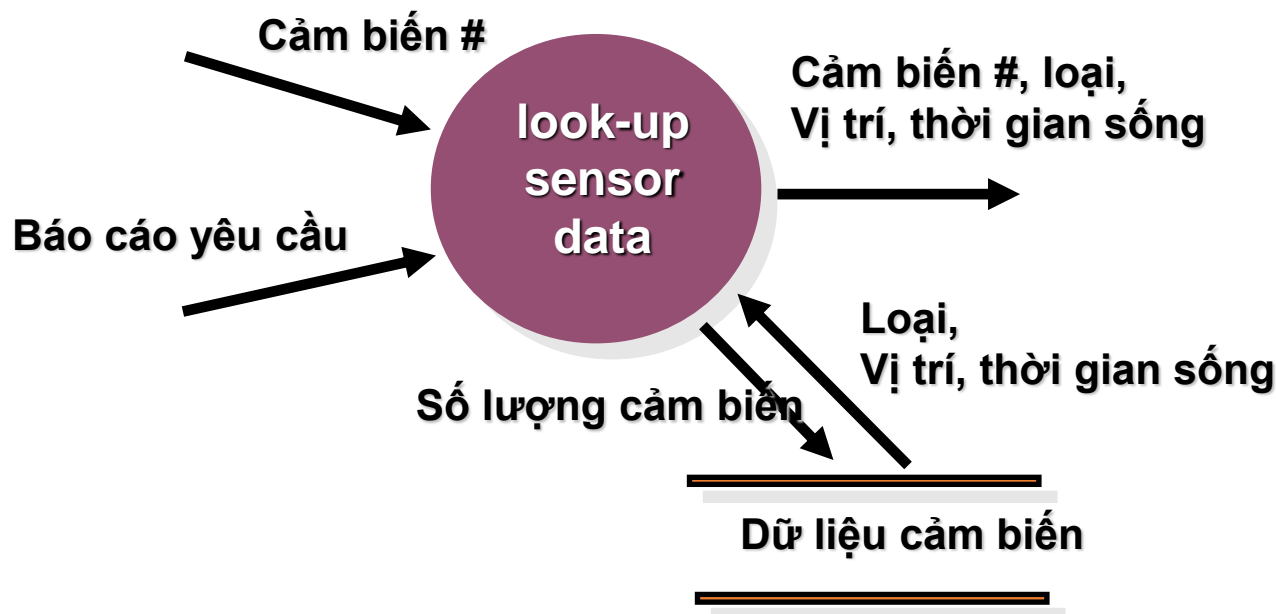 Cảm biến #
look-up
sensor
data
Cảm biến #, loại,
Vị trí, thời gian sống
Báo cáo yêu cầu
Loại,
Vị trí, thời gian sống
Số lượng cảm biến
Dữ liệu cảm biến